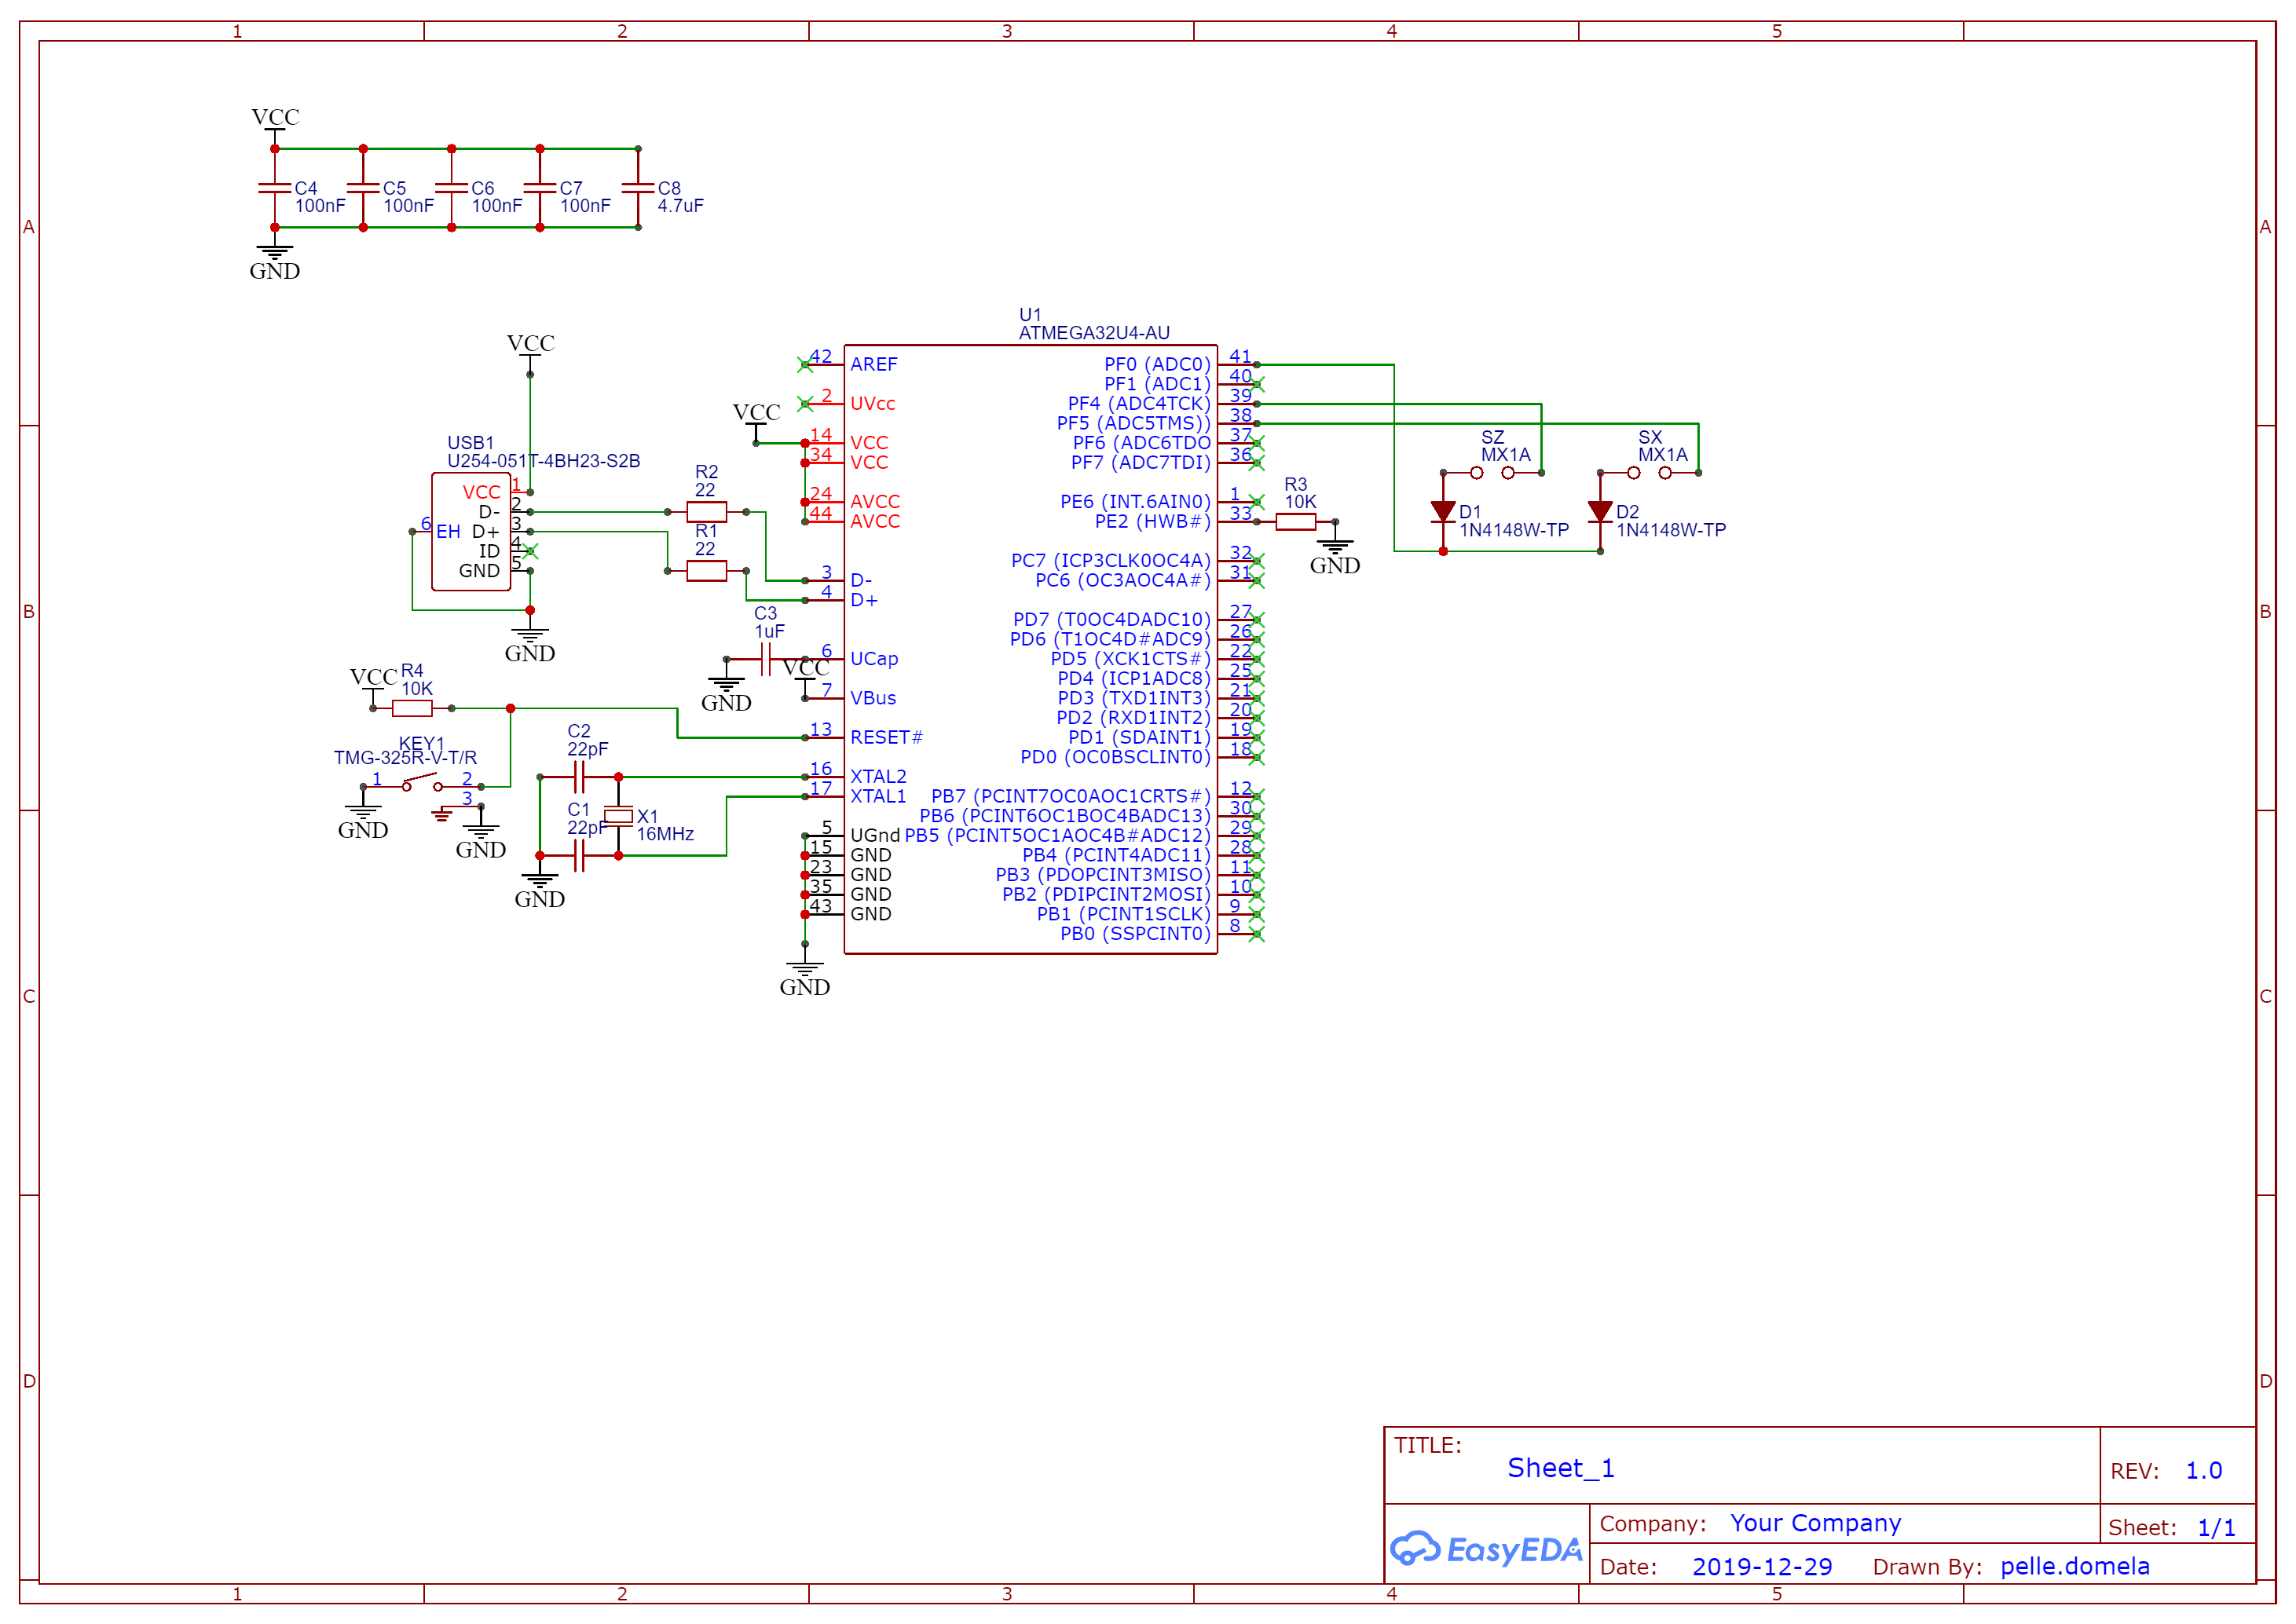 1 2 3 4 5
A A
B B
C C
D D
VCC
C4 C5 C6 C7 C8
100nF 100nF 100nF 100nF 4.7uF
GND
VCC
USB1
U254-051T-4BH23-S2B
VCC 1
D- 2
D+ 3
ID 4
GND 5
6 EH
GND
R2
22
R1
22
VCC
C3
1uF
GND
VCC
VCC
R4
10K
KEY1
TMG-325R-V-T/R
1 2
3
GND
GND
C2
22pF
C1
22pF
X1
16MHz
GND
U1
ATMEGA32U4-AU
42 AREF
2 UVcc
14 VCC
34 VCC
24 AVCC
44 AVCC
3 D-
4 D+
6 UCap
7 VBus
13 RESET#
16 XTAL2
17 XTAL1
5 UGnd
15 GND
23 GND
35 GND
43 GND
GND
PF0 (ADC0) 41
PF1 (ADC1) 40
PF4 (ADC4TCK) 39
PF5 (ADC5TMS)) 38
PF6 (ADC6TDO 37
PF7 (ADC7TDI) 36
PE6 (INT.6AIN0) 1
PE2 (HWB#) 33
PC7 (ICP3CLK0OC4A) 32
PC6 (OC3AOC4A#) 31
PD7 (T0OC4DADC10) 27
PD6 (T1OC4D#ADC9) 26
PD5 (XCK1CTS#) 22
PD4 (ICP1ADC8) 25
PD3 (TXD1INT3) 21
PD2 (RXD1INT2) 20
PD1 (SDAINT1) 19
PD0 (OC0BSCLINT0) 18
PB7 (PCINT7OC0AOC1CRTS#) 12
PB6 (PCINT6OC1BOC4BADC13) 30
PB5 (PCINT5OC1AOC4B#ADC12) 29
PB4 (PCINT4ADC11) 28
PB3 (PDOPCINT3MISO) 11
PB2 (PDIPCINT2MOSI) 10
PB1 (PCINT1SCLK) 9
PB0 (SSPCINT0) 8
R3
10K
GND
SZ
MX1A
SX
MX1A
D1
1N4148W-TP
D2
1N4148W-TP
TITLE:
Sheet_1
REV: 1.0
EasyEDA
Company: Your Company
Sheet: 1/1
Date: 2019-12-29 Drawn By: pelle.domela
1 2 3 4 5